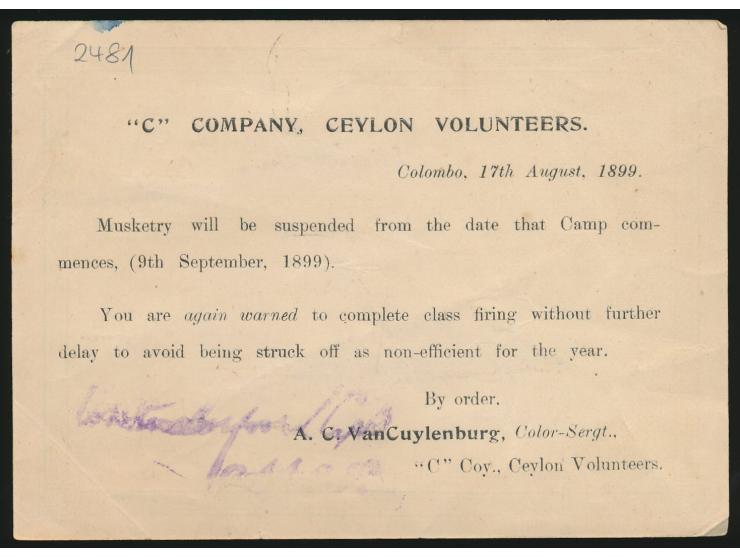 2481
"C" COMPANY, CEYLON VOLUNTEERS.
Colombo, 17th August, 1899.
Musketry will be suspended from the date that Camp com-
mences, (9th September, 1899).
You are again warned to complete class firing without further
delay to avoid being struck off as non-efficient for the year.
By order,
A. C. VanCuylenburg, Color-Sergt.,
"C" Coy., Ceylon Volunteers.